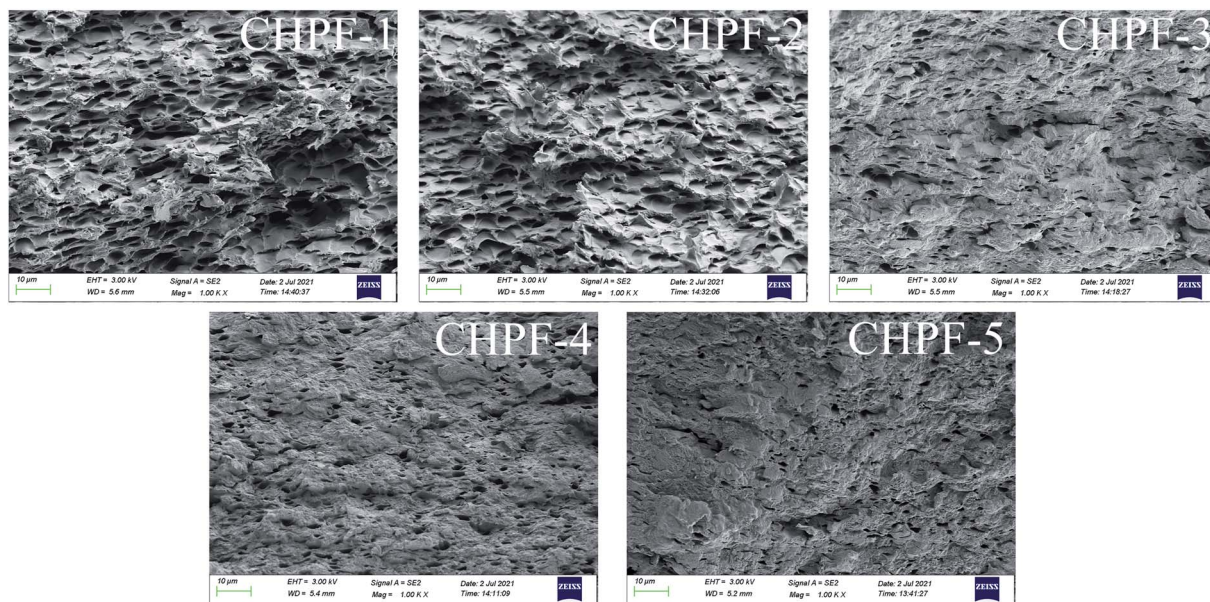 CHPF-1
10 µm
EHT = 3.00 kV
Signal A = SE2
Date: 2 Jul 2021
WD = 5.6 mm
Mag = 1.00 K X
Time: 14:40:37
ZEISS
CHPF-2
10 µm
EHT = 3.00 kV
Signal A = SE2
Date: 2 Jul 2021
WD = 5.5 mm
Mag = 1.00 K X
Time: 14:32:06
ZEISS
CHPF-3
10 µm
EHT = 3.00 kV
Signal A = SE2
Date: 2 Jul 2021
WD = 5.5 mm
Mag = 1.00 K X
Time: 14:18:27
ZEISS
CHPF-4
10 µm
EHT = 3.00 kV
Signal A = SE2
Date: 2 Jul 2021
WD = 5.4 mm
Mag = 1.00 K X
Time: 14:11:09
ZEISS
CHPF-5
10 µm
EHT = 3.00 kV
Signal A = SE2
Date: 2 Jul 2021
WD = 5.2 mm
Mag = 1.00 K X
Time: 13:41:27
ZEISS